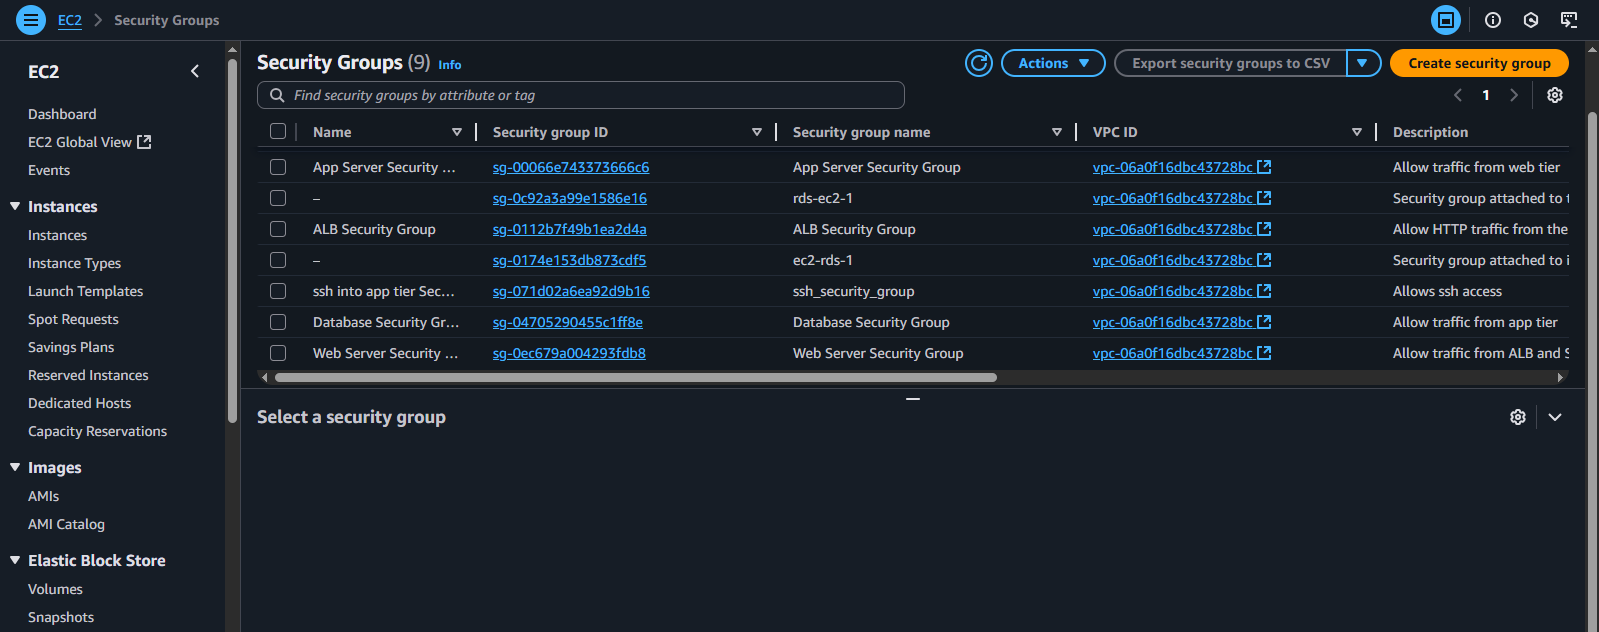 EC2 > Security Groups
EC2
Dashboard
EC2 Global View
Events
Instances
Instances
Instance Types
Launch Templates
Spot Requests
Savings Plans
Reserved Instances
Dedicated Hosts
Capacity Reservations
Images
AMIs
AMI Catalog
Elastic Block Store
Volumes
Snapshots
Security Groups (9) Info
Actions Export security groups to CSV Create security group
Find security groups by attribute or tag
1
Name Security group ID Security group name VPC ID Description
App Server Security ... sg-00066e743373666c6 App Server Security Group vpc-06a0f16dbc43728bc Allow traffic from web tier
– sg-0c92a3a99e1586e16 rds-ec2-1 vpc-06a0f16dbc43728bc Security group attached to
ALB Security Group sg-0112b7f49b1ea2d4a ALB Security Group vpc-06a0f16dbc43728bc Allow HTTP traffic from the
– sg-0174e153db873cdf5 ec2-rds-1 vpc-06a0f16dbc43728bc Security group attached to i
ssh into app tier Sec... sg-071d02a6ea92d9b16 ssh_security_group vpc-06a0f16dbc43728bc Allows ssh access
Database Security Gr... sg-04705290455c1ff8e Database Security Group vpc-06a0f16dbc43728bc Allow traffic from app tier
Web Server Security ... sg-0ec679a004293fdb8 Web Server Security Group vpc-06a0f16dbc43728bc Allow traffic from ALB and S
Select a security group